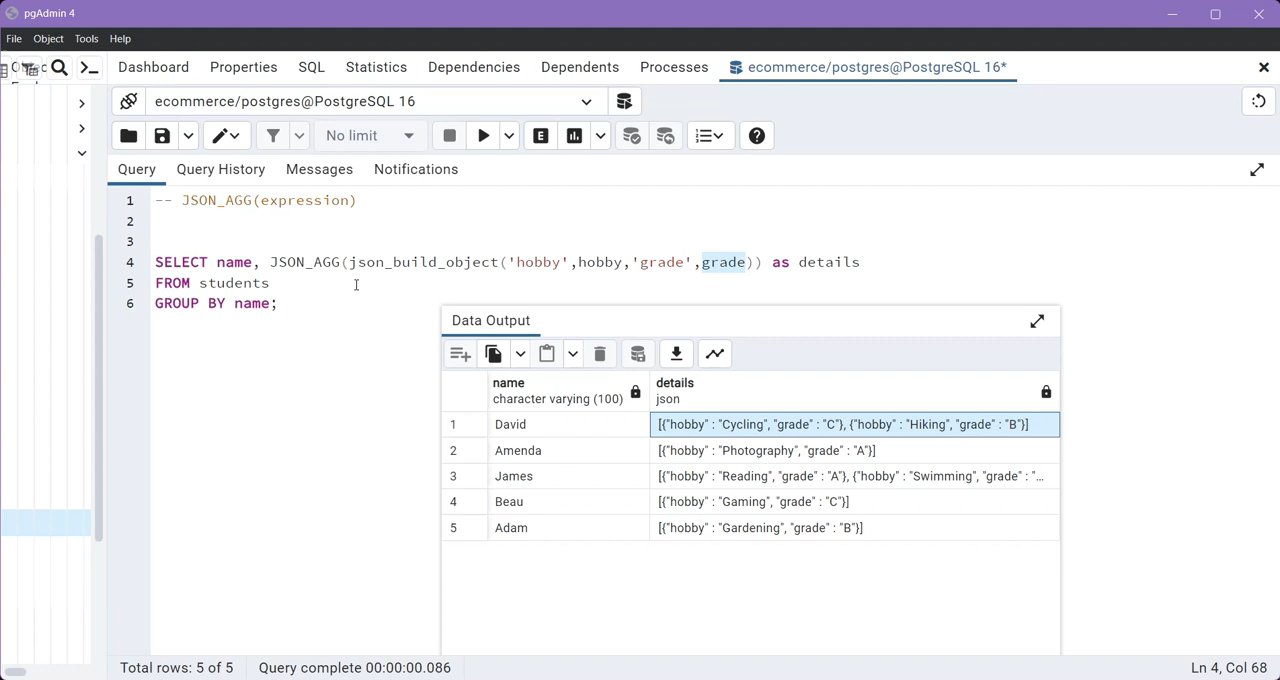 pgAdmin 4
File Object Tools Help
Dashboard Properties SQL Statistics Dependencies Dependents Processes ecommerce/postgres@PostgreSQL 16*
ecommerce/postgres@PostgreSQL 16
No limit E
Query Query History Messages Notifications
1 -- JSON_AGG(expression)
2
3
4 SELECT name, JSON_AGG(json_build_object('hobby',hobby,'grade',grade)) as details
5 FROM students
6 GROUP BY name;
Data Output
name details
character varying (100) json
1 David [{"hobby" : "Cycling", "grade" : "C"}, {"hobby" : "Hiking", "grade" : "B"}]
2 Amenda [{"hobby" : "Photography", "grade" : "A"}]
3 James [{"hobby" : "Reading", "grade" : "A"}, {"hobby" : "Swimming", "grade" : "...
4 Beau [{"hobby" : "Gaming", "grade" : "C"}]
5 Adam [{"hobby" : "Gardening", "grade" : "B"}]
Total rows: 5 of 5 Query complete 00:00:00.086 Ln 4, Col 68